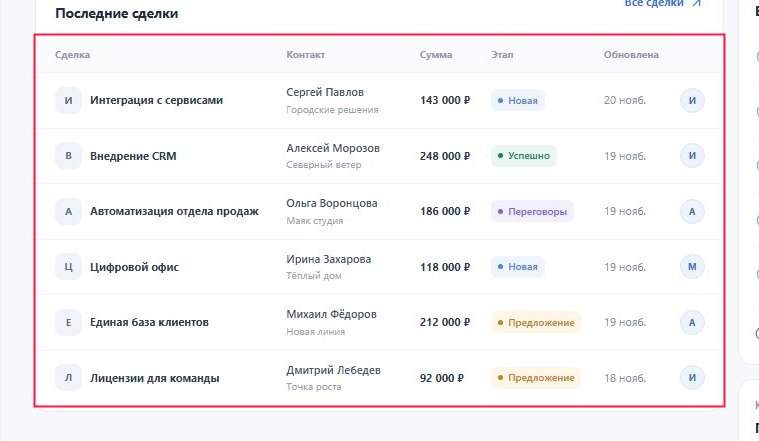 Все сделки
Последние сделки
Сделка Контакт Сумма Этап Обновлена
И Интеграция с сервисами Сергей Павлов 143 000 ₽ Новая 20 нояб. И
Городские решения
В Внедрение CRM Алексей Морозов 248 000 ₽ Успешно 19 нояб. И
Северный ветер
А Автоматизация отдела продаж Ольга Воронцова 186 000 ₽ Переговоры 19 нояб. А
Маяк студия
Ц Цифровой офис Ирина Захарова 118 000 ₽ Новая 19 нояб. М
Тёплый дом
Е Единая база клиентов Михаил Фёдоров 212 000 ₽ Предложение 19 нояб. А
Новая линия
Л Лицензии для команды Дмитрий Лебедев 92 000 ₽ Предложение 18 нояб. И
Точка роста